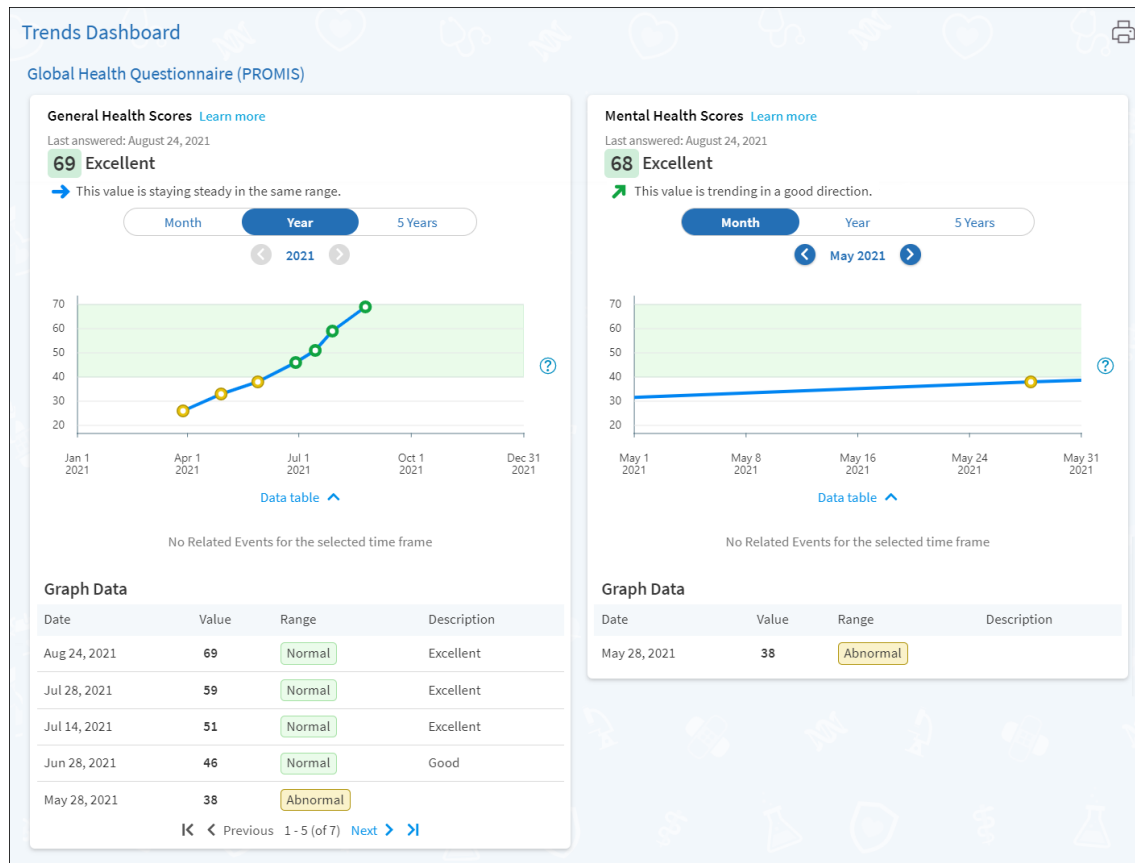 Trends Dashboard
Global Health Questionnaire (PROMIS)
General Health Scores Learn more
Last answered: August 24, 2021
69 Excellent
This value is staying steady in the same range.
Month Year 5 Years
2021
70
60
50
40
30
20
Jan 1 2021
Apr 1 2021
Jul 1 2021
Oct 1 2021
Dec 31 2021
?
Data table
No Related Events for the selected time frame
Graph Data
Date Value Range Description
Aug 24, 2021 69 Normal Excellent
Jul 28, 2021 59 Normal Excellent
Jul 14, 2021 51 Normal Excellent
Jun 28, 2021 46 Normal Good
May 28, 2021 38 Abnormal
Previous 1 - 5 (of 7) Next
Mental Health Scores Learn more
Last answered: August 24, 2021
68 Excellent
This value is trending in a good direction.
Month Year 5 Years
May 2021
70
60
50
40
30
20
May 1 2021
May 8 2021
May 16 2021
May 24 2021
May 31 2021
?
Data table
No Related Events for the selected time frame
Graph Data
Date Value Range Description
May 28, 2021 38 Abnormal